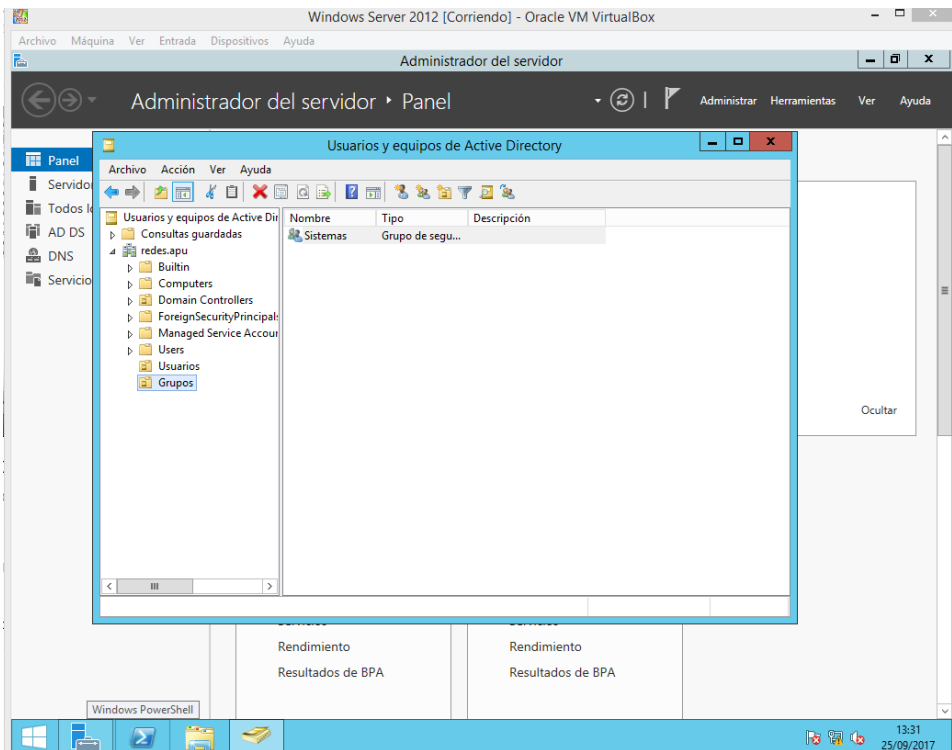 Windows Server 2012 [Corriendo] - Oracle VM VirtualBox
Archivo Máquina Ver Entrada Dispositivos Ayuda
Administrador del servidor
Administrador del servidor ‣ Panel
Administrar Herramientas Ver Ayuda
Usuarios y equipos de Active Directory
Archivo Acción Ver Ayuda
Panel
Servido
Todos l
AD DS
DNS
Servicio
Usuarios y equipos de Active Dir
Consultas guardadas
redes.apu
Builtin
Computers
Domain Controllers
ForeignSecurityPrincipals
Managed Service Accour
Users
Usuarios
Grupos
Nombre Tipo Descripción
Sistemas Grupo de segu...
Ocultar
Rendimiento
Resultados de BPA
Rendimiento
Resultados de BPA
Windows PowerShell
13:31
25/09/2017